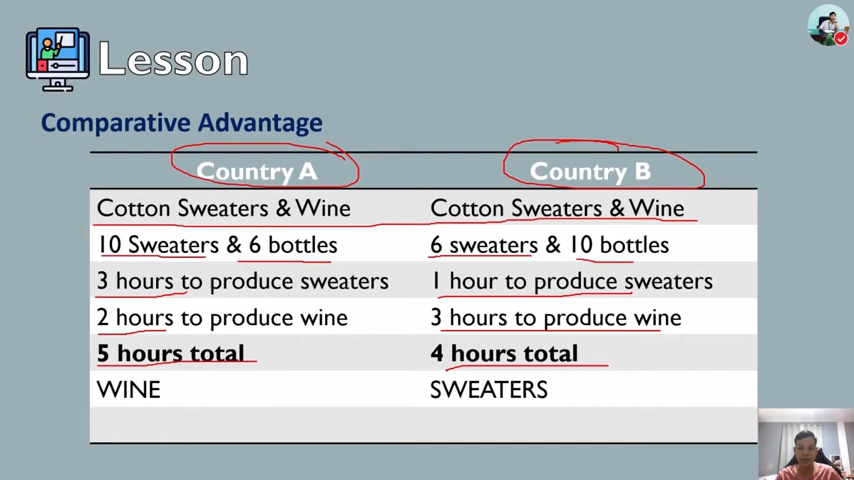 Lesson
Comparative Advantage
Country A Country B
Cotton Sweaters & Wine Cotton Sweaters & Wine
10 Sweaters & 6 bottles 6 sweaters & 10 bottles
3 hours to produce sweaters 1 hour to produce sweaters
2 hours to produce wine 3 hours to produce wine
5 hours total 4 hours total
WINE SWEATERS